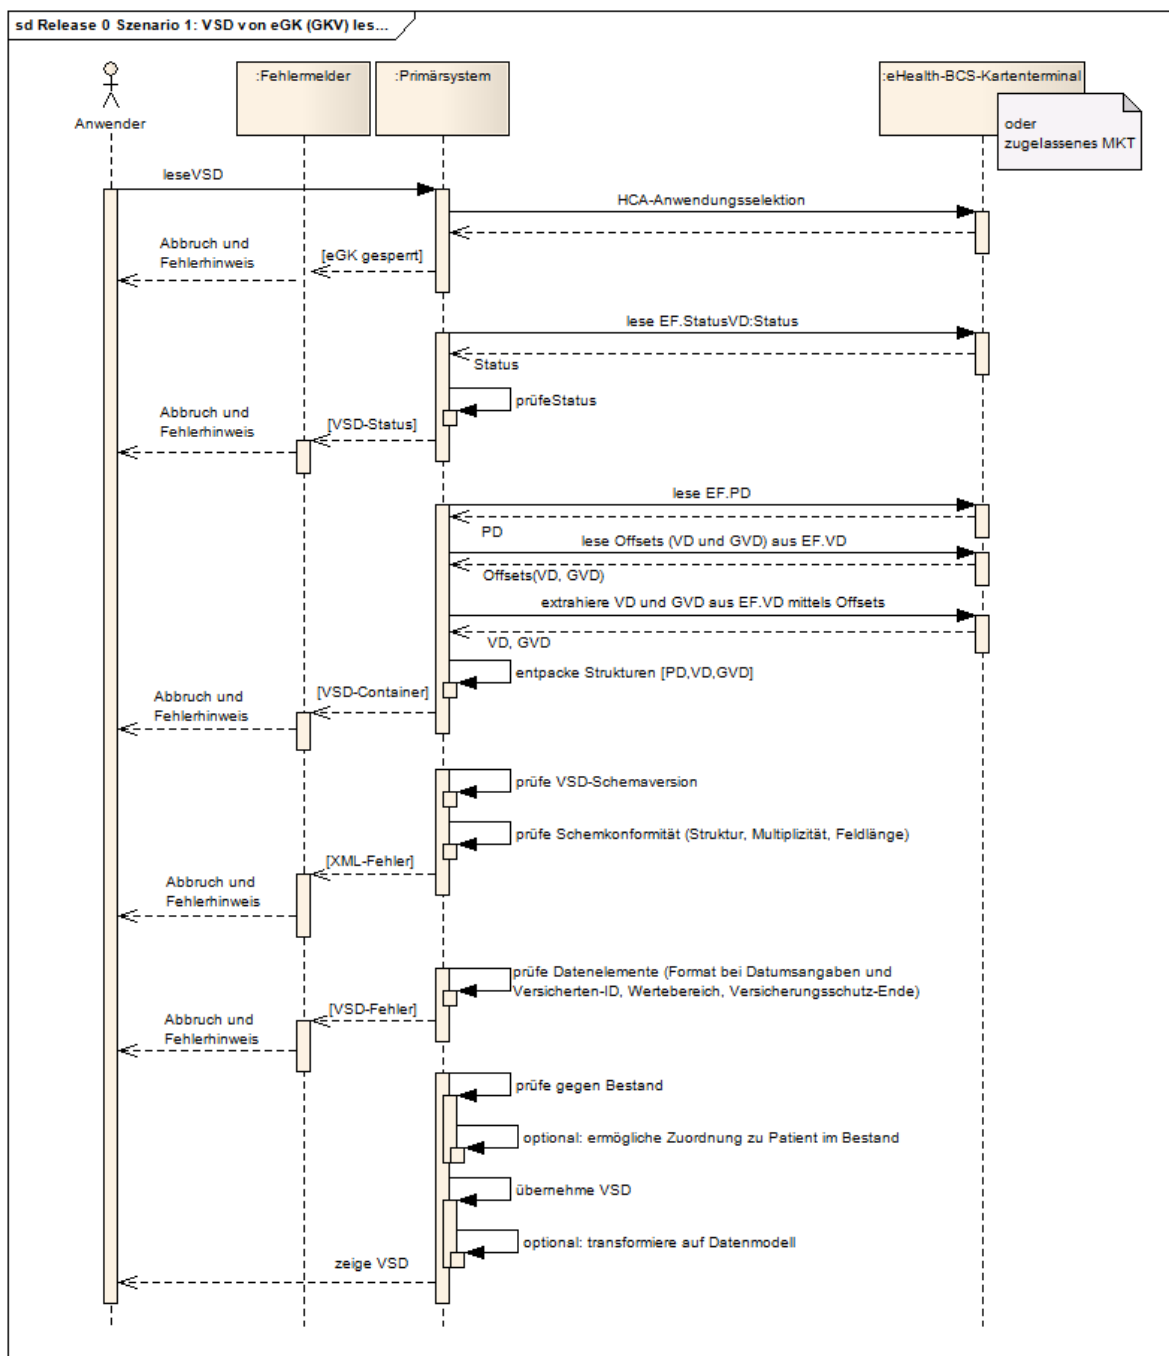 sd Release 0 Szenario 1: VSD von eGK (GKV) les...
:Fehlermelder
:Primärsystem
:eHealth-BCS-Kartenterminal
oder
zugelassenes MKT
Anwender
leseVSD
HCA-Anwendungsselektion
Abbruch und
Fehlerhinweis
[eGK gesperrt]
lese EF.StatusVD:Status
Status
prüfeStatus
Abbruch und
Fehlerhinweis
[VSD-Status]
lese EF.PD
PD
lese Offsets (VD und GVD) aus EF.VD
Offsets(VD, GVD)
extrahiere VD und GVD aus EF.VD mittels Offsets
VD, GVD
entpacke Strukturen [PD,VD,GVD]
[VSD-Container]
Abbruch und
Fehlerhinweis
prüfe VSD-Schemaversion
prüfe Schemkonformität (Struktur, Multiplizität, Feldlänge)
[XML-Fehler]
Abbruch und
Fehlerhinweis
prüfe Datenelemente (Format bei Datumsangaben und
Versicherten-ID, Wertebereich, Versicherungsschutz-Ende)
[VSD-Fehler]
Abbruch und
Fehlerhinweis
prüfe gegen Bestand
optional: ermögliche Zuordnung zu Patient im Bestand
übernehme VSD
optional: transformiere auf Datenmodell
zeige VSD